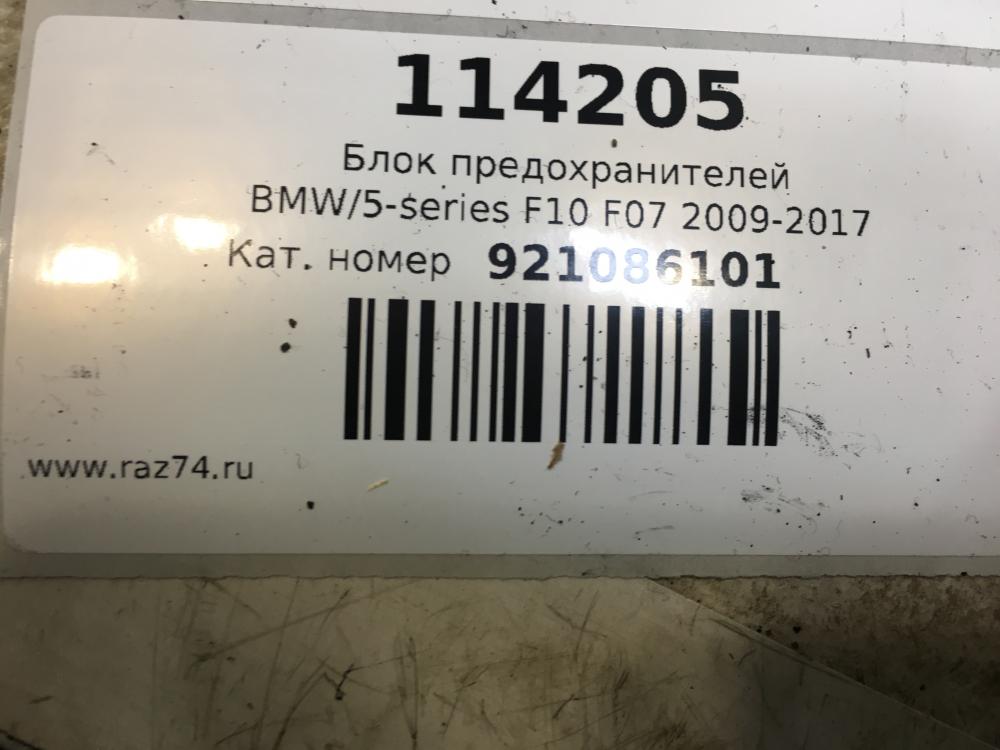 114205
Блок предохранителей
BMW/5-series F10 F07 2009-2017
Кат. номер 921086101
www.raz74.ru